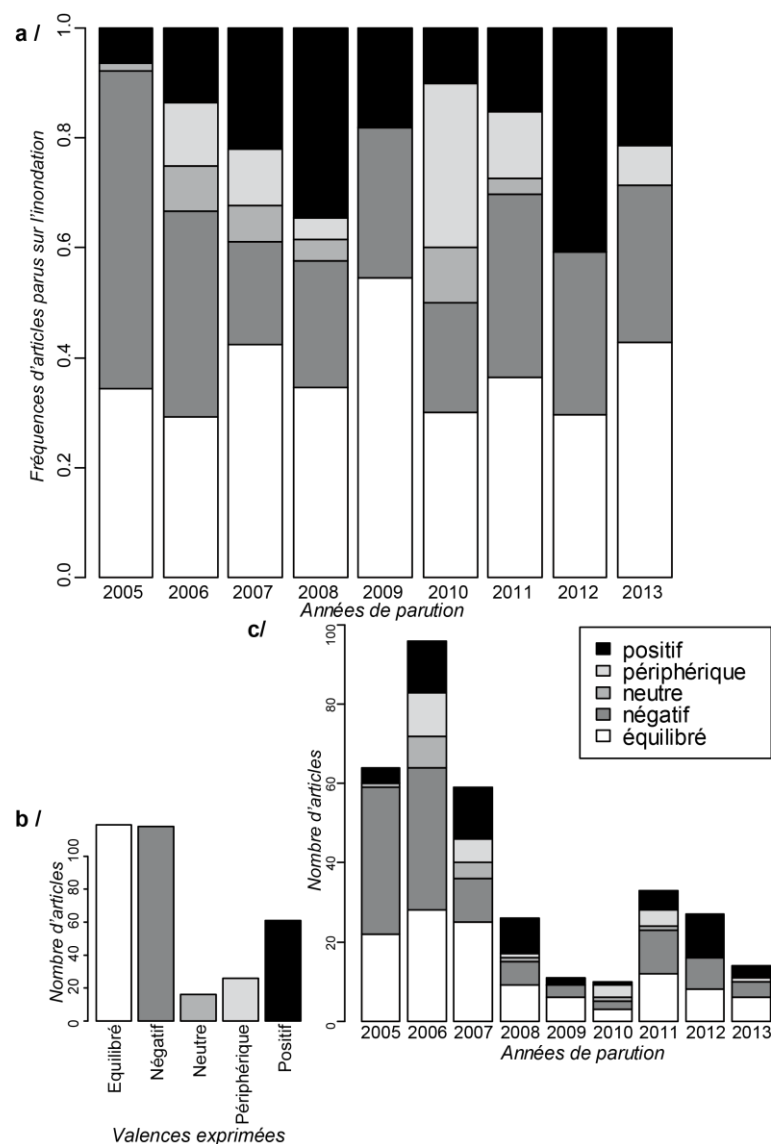 a /
Fréquences d'articles parus sur l'inondation
1.0
0.8
0.6
0.4
0.2
0.0
2005 2006 2007 2008 2009 2010 2011 2012 2013
Années de parution
c/
positif
périphérique
neutre
négatif
équilibré
Nombre d'articles
100
80
60
40
20
0
2005 2006 2007 2008 2009 2010 2011 2012 2013
Années de parution
b /
Nombre d'articles
100
60
40
20
0
Equilibré
Négatif
Neutre
Périphérique
Positif
Valences exprimées